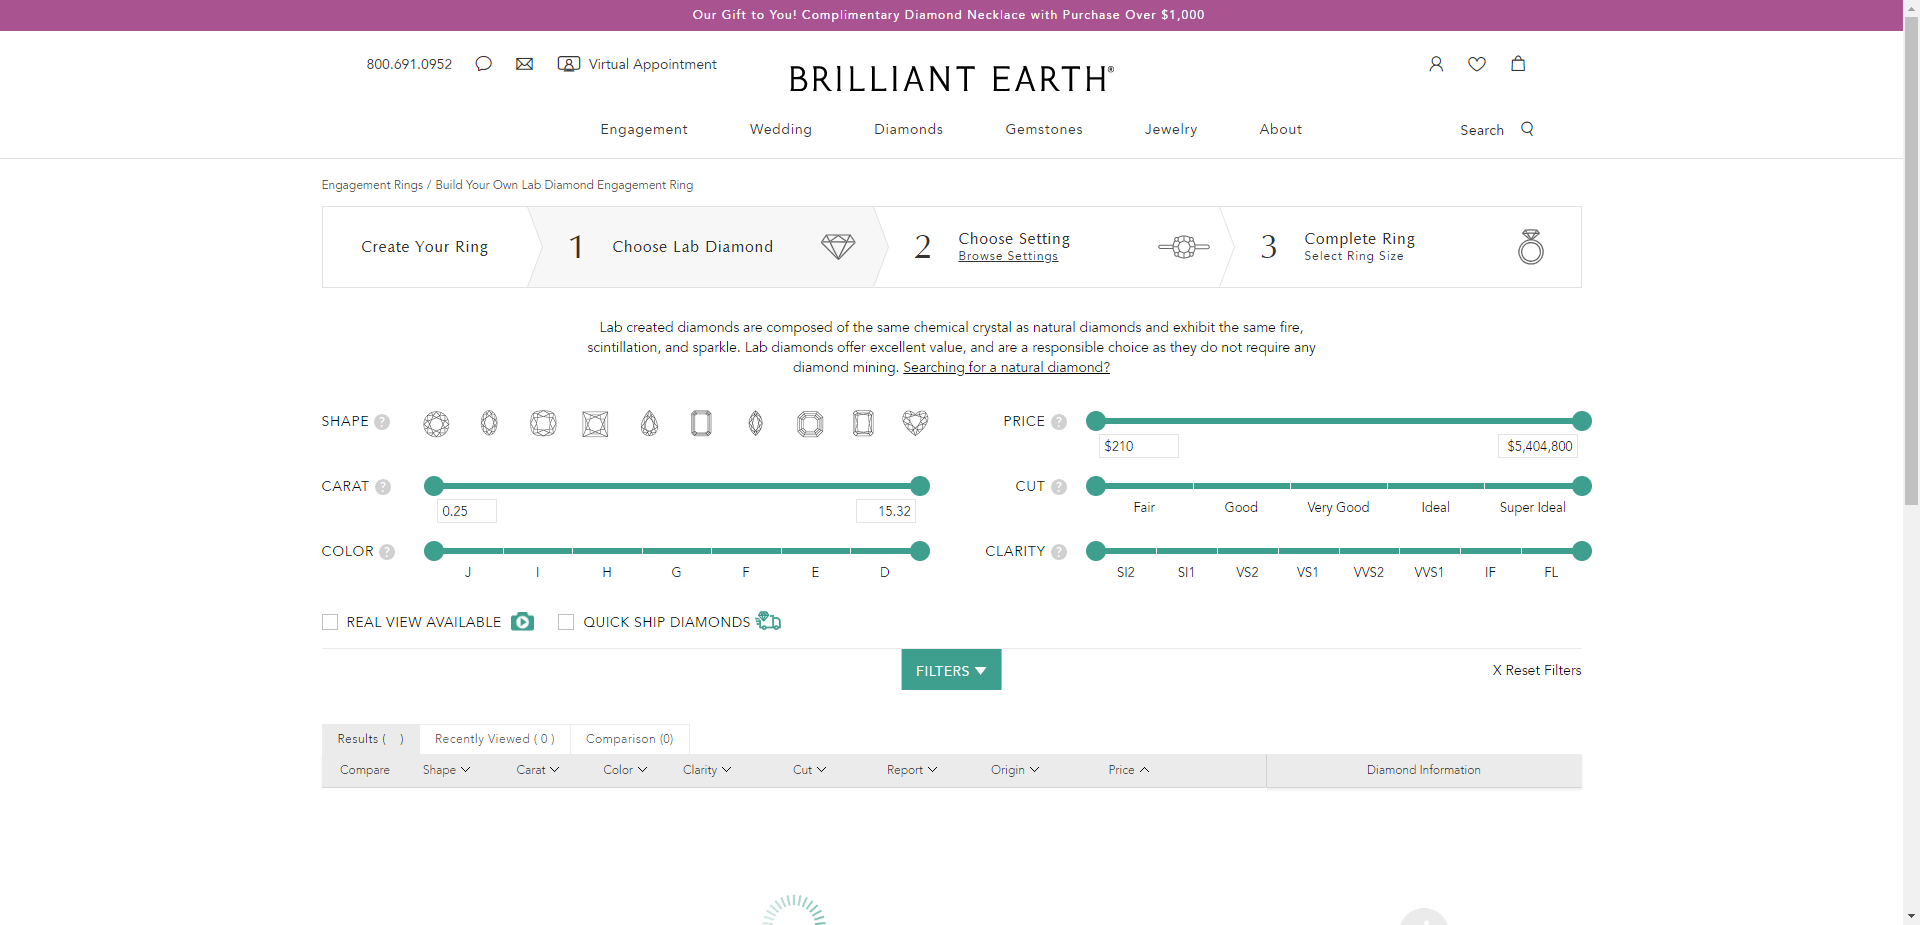 Our Gift to You! Complimentary Diamond Necklace with Purchase Over $1,000
800.691.0952 Virtual Appointment
BRILLIANT EARTH®
Engagement Wedding Diamonds Gemstones Jewelry About Search
Engagement Rings / Build Your Own Lab Diamond Engagement Ring
Create Your Ring
1 Choose Lab Diamond
2 Choose Setting
Browse Settings
3 Complete Ring
Select Ring Size
Lab created diamonds are composed of the same chemical crystal as natural diamonds and exhibit the same fire,
scintillation, and sparkle. Lab diamonds offer excellent value, and are a responsible choice as they do not require any
diamond mining. Searching for a natural diamond?
SHAPE ?
PRICE ?
$210 $5,404,800
CARAT ?
0.25 15.32
CUT ?
Fair Good Very Good Ideal Super Ideal
COLOR ?
J I H G F E D
CLARITY ?
SI2 SI1 VS2 VS1 VVS2 VVS1 IF FL
REAL VIEW AVAILABLE QUICK SHIP DIAMONDS
FILTERS
X Reset Filters
Results ( ) Recently Viewed ( 0 ) Comparison (0)
Compare Shape Carat Color Clarity Cut Report Origin Price Diamond Information